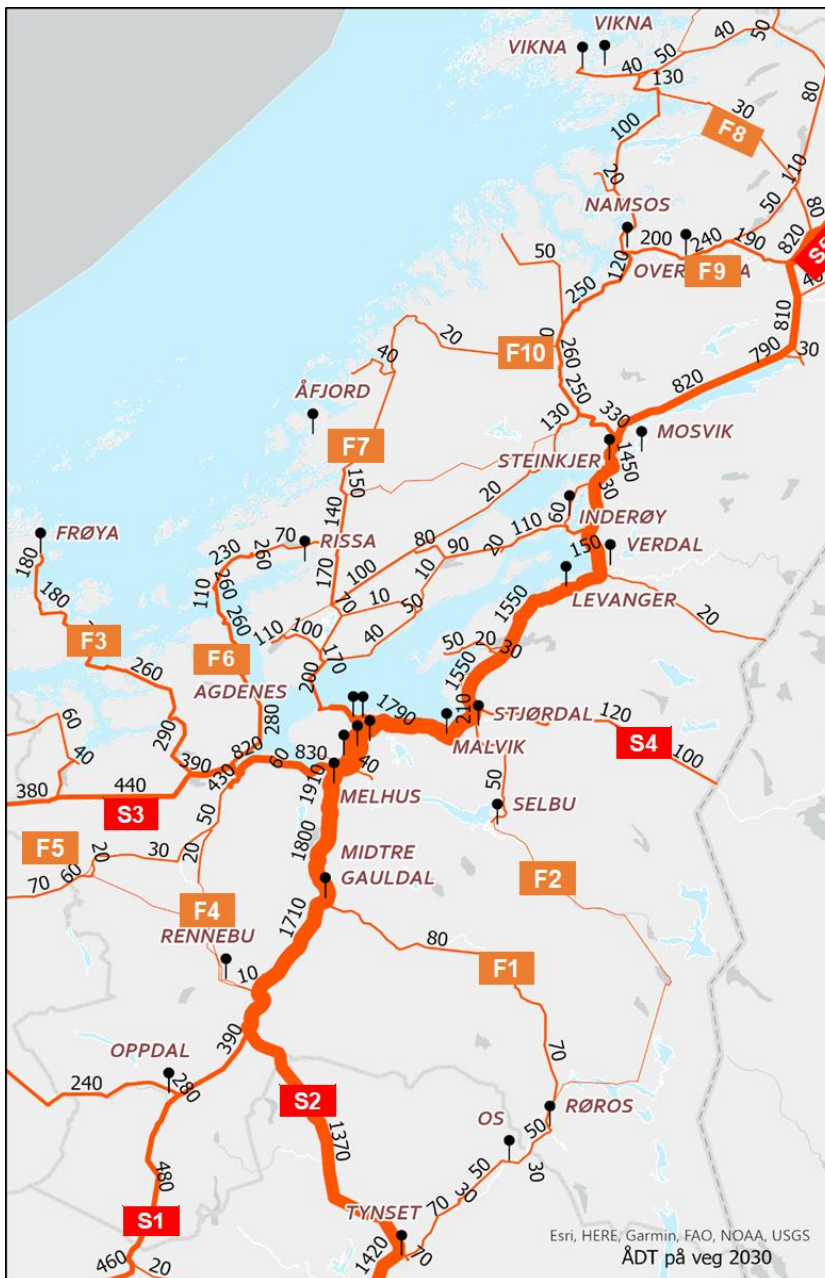 VIKNA
VIKNA
40
50
40
50
130
80
30
100
F8
110
20
50
80
NAMSOS
200
240
190
820
50
120
F9
250
810
F10
260
20
40
790
30
250
820
ÅFJORD
130
330
MOSVIK
F7
STEINKJER
1450
150
20
30
140
60
INDERØY
FRØYA
70
RISSA
80
110
230
260
90
20
150
VERDAL
180
170
100
10
LEVANGER
110
260
70
10
50
1550
20
180
260
110
100
40
F3
F6
170
50
20
30
260
AGDENES
200
1550
290
280
1790
210
STJØRDAL
120
60
MALVIK
S4
100
40
390
820
60
830
40
430
1910
MELHUS
50
SELBU
380
440
S3
50
1800
F5
20
30
20
MIDTRE
GAULDAL
70
60
F2
F4
1710
RENNEBU
80
F1
10
390
70
OPPDAL
240
280
S2
RØROS
OS
50
1370
50
30
480
70
S1
TYNSET
460
20
1420
70
Esri, HERE, Garmin, FAO, NOAA, USGS
ÅDT på veg 2030